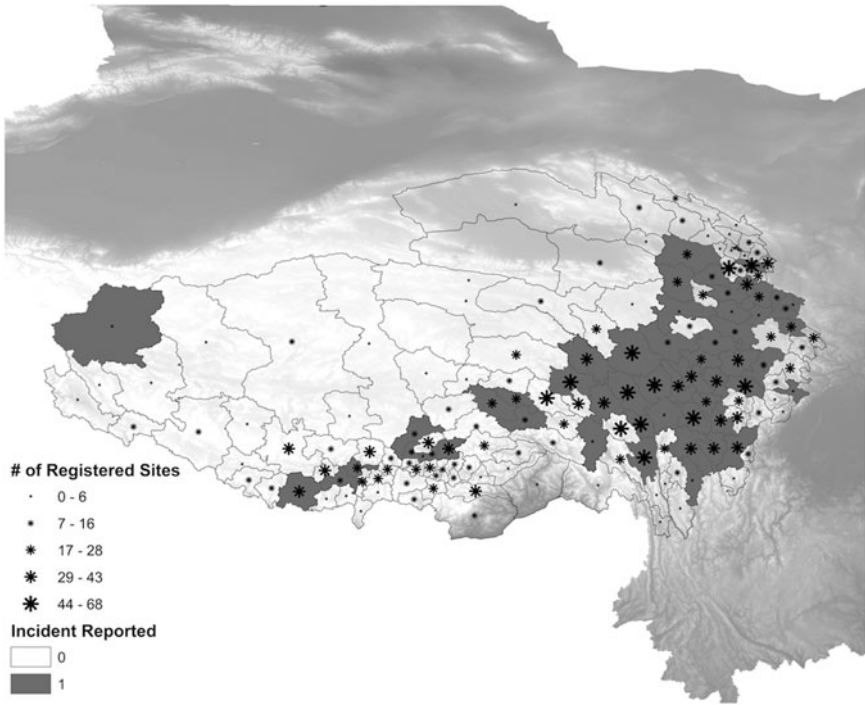 # of Registered Sites
0 - 6
7 - 16
17 - 28
29 - 43
44 - 68
Incident Reported
0
1